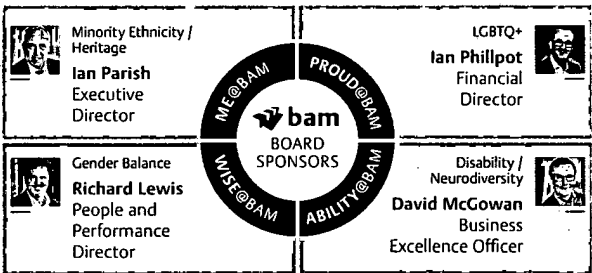 Minority Ethnicity /
Heritage
Ian Parish
Executive
Director
LGBTQ+
Ian Phillpot
Financial
Director
ME@BAM
PROUD@BAM
bam
BOARD
SPONSORS
WISE@BAM
ABILITY@BAM
Gender Balance
Richard Lewis
People and
Performance
Director
Disability /
Neurodiversity
David McGowan
Business
Excellence Officer